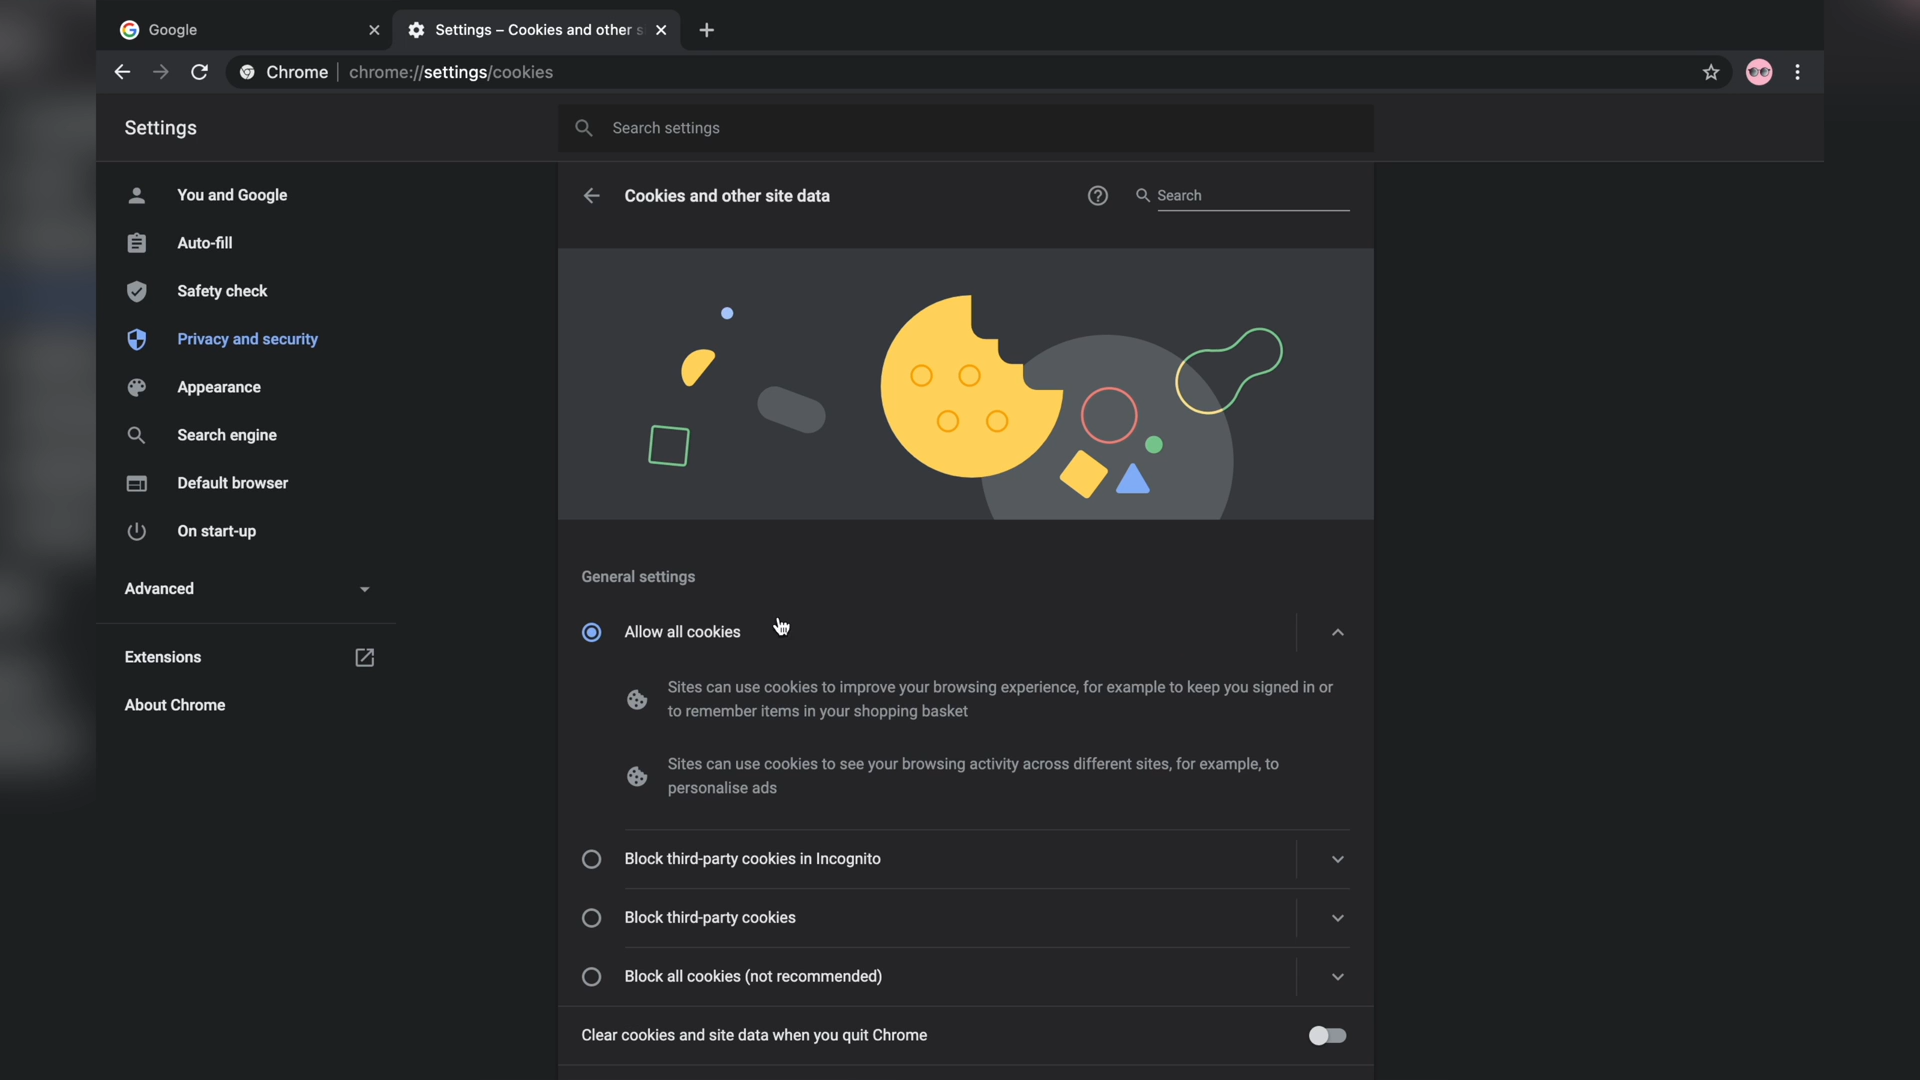 Google
Settings – Cookies and other s
Chrome
chrome://settings/cookies
Settings
Search settings
You and Google
Auto-fill
Safety check
Privacy and security
Appearance
Search engine
Default browser
On start-up
Advanced
Extensions
About Chrome
Cookies and other site data
Search
General settings
Allow all cookies
Sites can use cookies to improve your browsing experience, for example to keep you signed in or
to remember items in your shopping basket
Sites can use cookies to see your browsing activity across different sites, for example, to
personalise ads
Block third-party cookies in Incognito
Block third-party cookies
Block all cookies (not recommended)
Clear cookies and site data when you quit Chrome